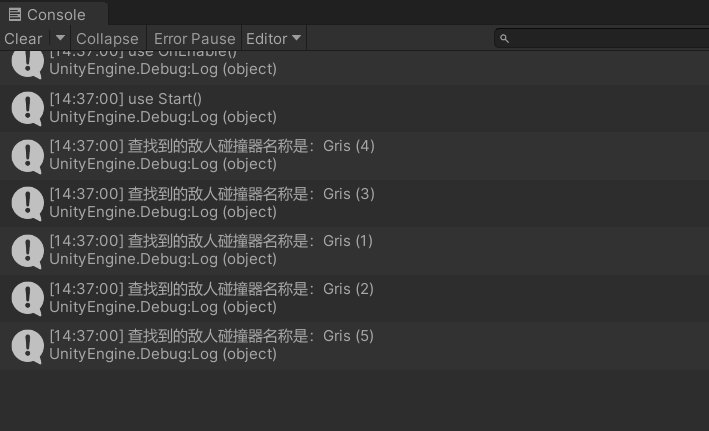 Console
Clear Collapse Error Pause Editor
[14:37:00] use OnEnable()
UnityEngine.Debug:Log (object)
[14:37:00] use Start()
UnityEngine.Debug:Log (object)
[14:37:00] 查找到的敌人碰撞器名称是：Gris (4)
UnityEngine.Debug:Log (object)
[14:37:00] 查找到的敌人碰撞器名称是：Gris (3)
UnityEngine.Debug:Log (object)
[14:37:00] 查找到的敌人碰撞器名称是：Gris (1)
UnityEngine.Debug:Log (object)
[14:37:00] 查找到的敌人碰撞器名称是：Gris (2)
UnityEngine.Debug:Log (object)
[14:37:00] 查找到的敌人碰撞器名称是：Gris (5)
UnityEngine.Debug:Log (object)